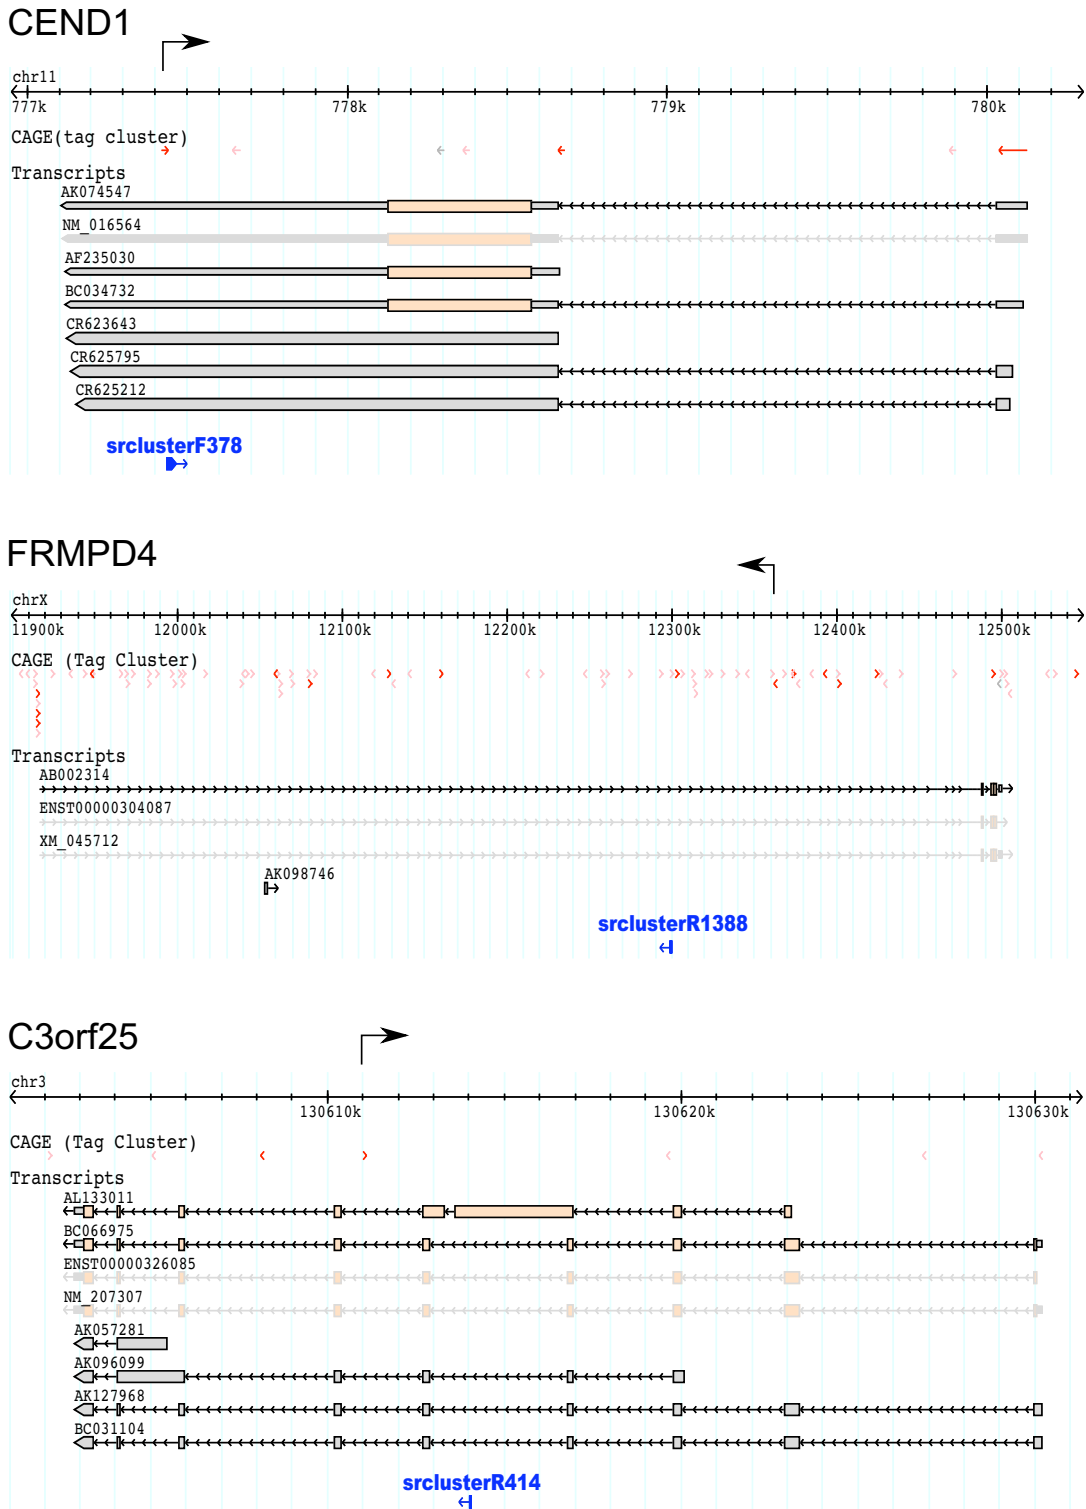 CEND1
chr11
777k 778k 779k 780k
CAGE(tag cluster)
Transcripts
AK074547
NM_016564
AF235030
BC034732
CR623643
CR625795
CR625212
srclusterF378
FRMPD4
chrX
11900k 12000k 12100k 12200k 12300k 12400k 12500k
CAGE (Tag Cluster)
Transcripts
AB002314
ENST00000304087
XM_045712
AK098746
srclusterR1388
C3orf25
chr3
130610k 130620k 130630k
CAGE (Tag Cluster)
Transcripts
AL133011
BC066975
ENST00000326085
NM_207307
AK057281
AK096099
AK127968
BC031104
srclusterR414